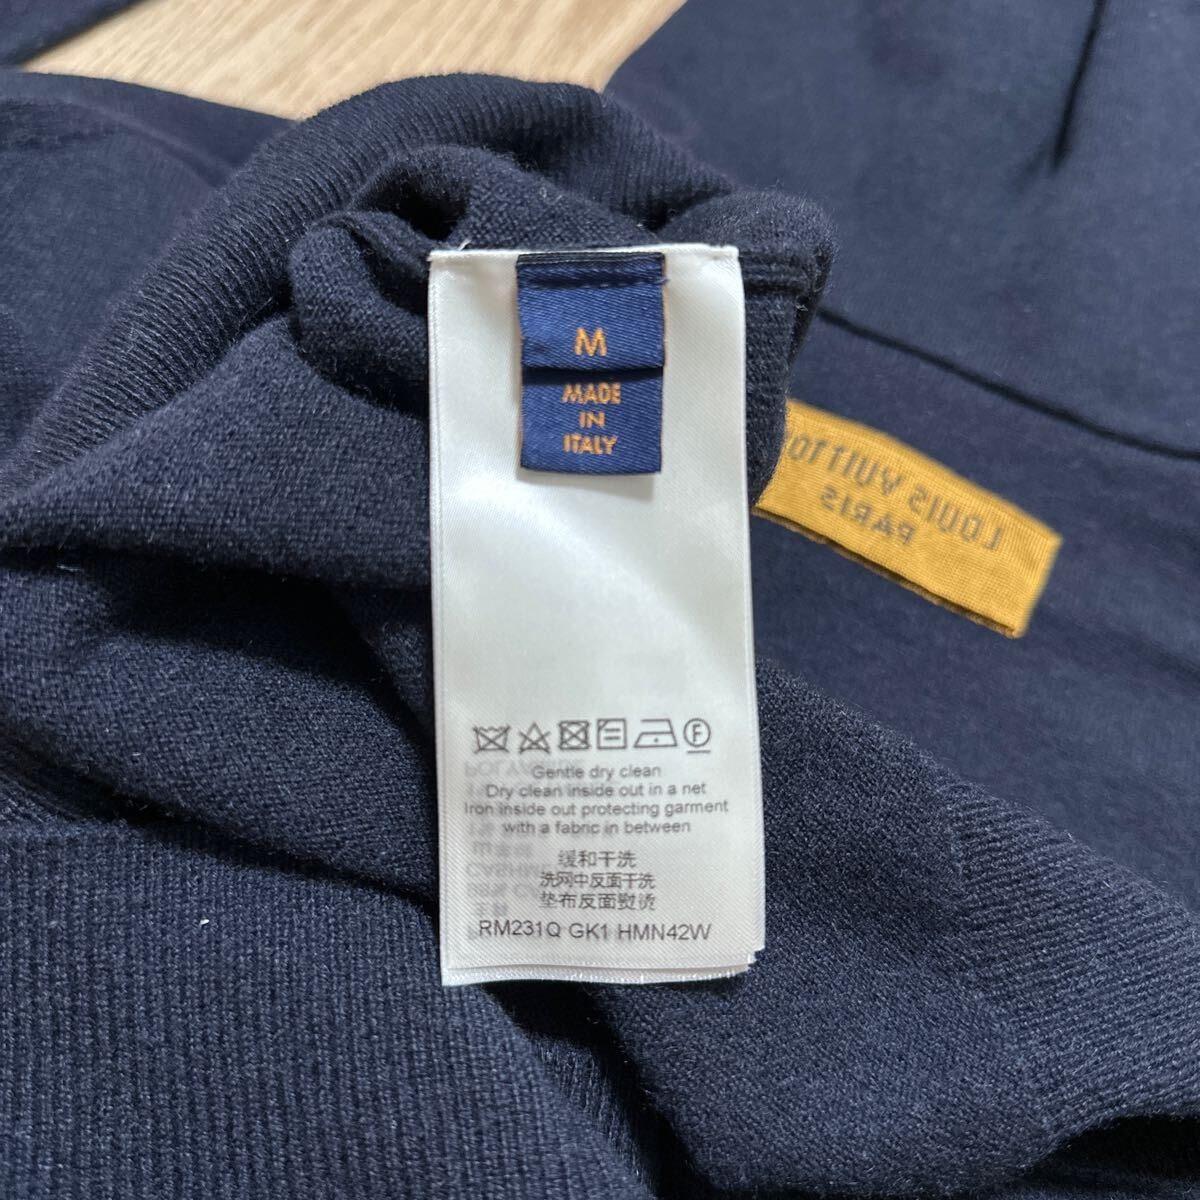 M
MADE
IN
ITALY
LOUIS VUITTO
PARIS
F
Gentle dry clean
Dry clean inside out in a net
Iron inside out protecting garment
with a fabric in between
缓和干洗
洗网中反面干洗
垫布反面熨烫
RM231Q GK1 HMN42W